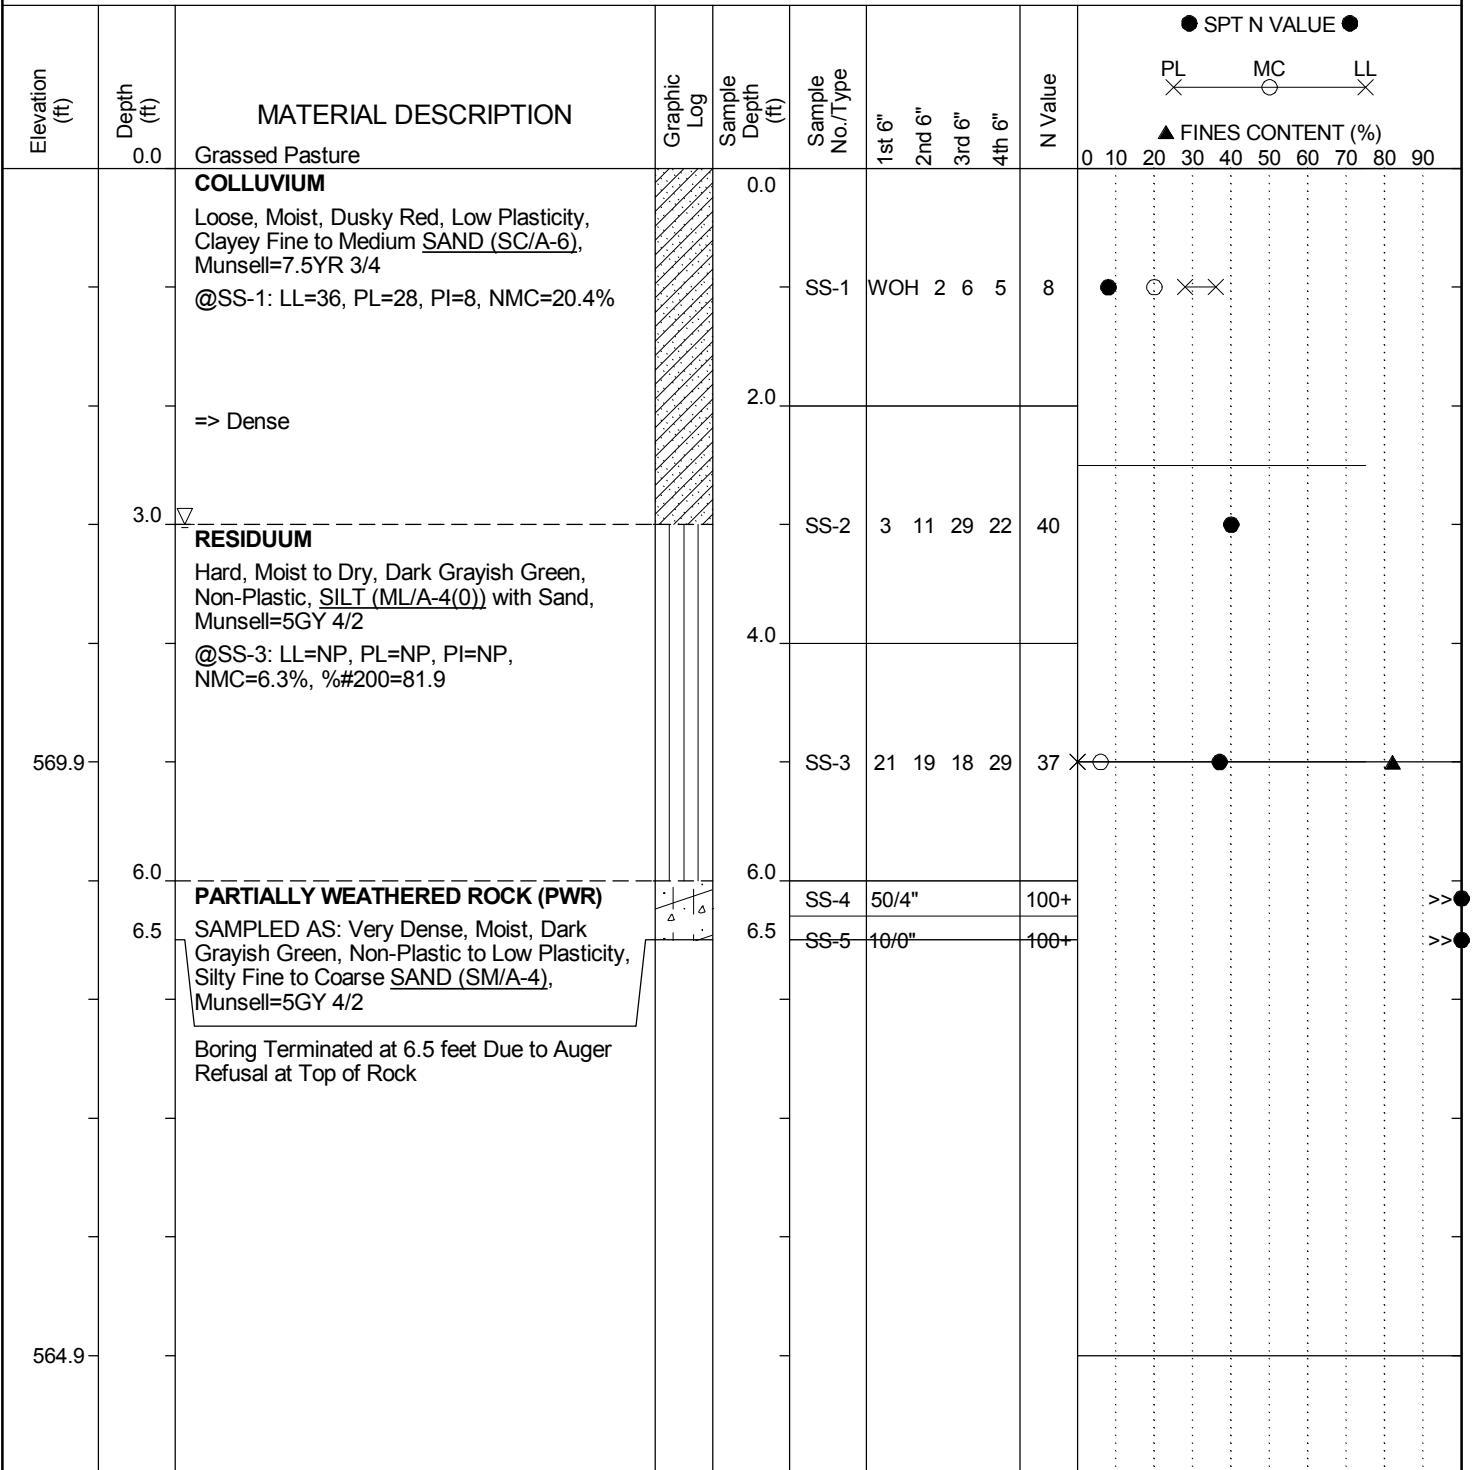 ● SPT N VALUE ●
PL MC LL
▲ FINES CONTENT (%)
0 10 20 30 40 50 60 70 80 90
Elevation
(ft)
Depth
(ft)
MATERIAL DESCRIPTION
Graphic
Log
Sample
Depth
(ft)
Sample
No./Type
1st 6"
2nd 6"
3rd 6"
4th 6"
N Value
0.0 Grassed Pasture
COLLUVIUM
0.0
Loose, Moist, Dusky Red, Low Plasticity,
Clayey Fine to Medium SAND (SC/A-6),
Munsell=7.5YR 3/4
@SS-1: LL=36, PL=28, PI=8, NMC=20.4%
SS-1 WOH 2 6 5 8
2.0
=> Dense
3.0
SS-2 3 11 29 22 40
RESIDUUM
Hard, Moist to Dry, Dark Grayish Green,
Non-Plastic, SILT (ML/A-4(0)) with Sand,
Munsell=5GY 4/2
4.0
@SS-3: LL=NP, PL=NP, PI=NP,
NMC=6.3%, %#200=81.9
569.9
SS-3 21 19 18 29 37
6.0
6.0
PARTIALLY WEATHERED ROCK (PWR)
SS-4 50/4" 100+ >>
6.5
6.5
SS-5 10/0" 100+ >>
SAMPLED AS: Very Dense, Moist, Dark
Grayish Green, Non-Plastic to Low Plasticity,
Silty Fine to Coarse SAND (SM/A-4),
Munsell=5GY 4/2
Boring Terminated at 6.5 feet Due to Auger
Refusal at Top of Rock
564.9